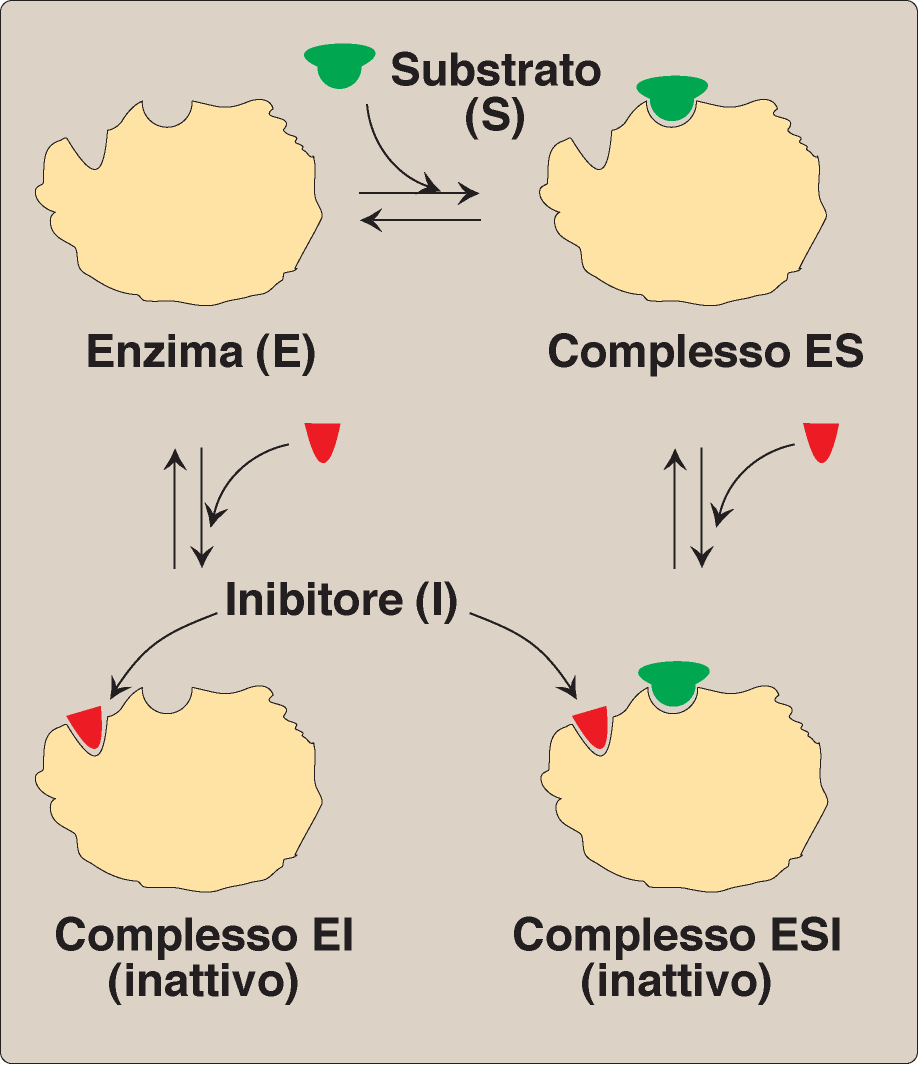 Substrato
(S)
Enzima (E)
Complesso ES
Inibitore (I)
Complesso EI
(inattivo)
Complesso ESI
(inattivo)